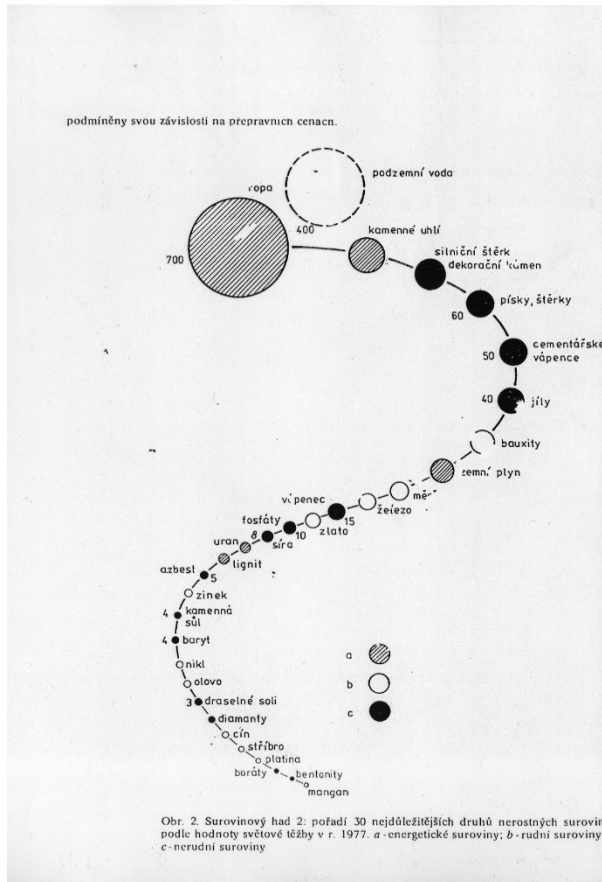 podmíněny svou závislostí na přepravních cenách.
ropa
podzemní voda
400
700
kamenné uhlí
silniční štěrk
dekorační kámen
písky, štěrky
60
cementářské
vápence
50
40
jíly
bauxity
zemní plyn
měď
železo
vápenec
15
zlato
fosfáty
10
síra
8
uran
lignit
azbest
5
zinek
4
kamenná
sůl
4
baryt
nikl
olovo
3
draselné soli
diamanty
cín
stříbro
platina
boráty
bentonity
mangan
a
b
c
Obr. 2. Surovinový had 2: pořadí 30 nejdůležitějších druhů nerostných surovin
podle hodnoty světové těžby v r. 1977. a - energetické suroviny; b - rudní suroviny
c - nerudní suroviny